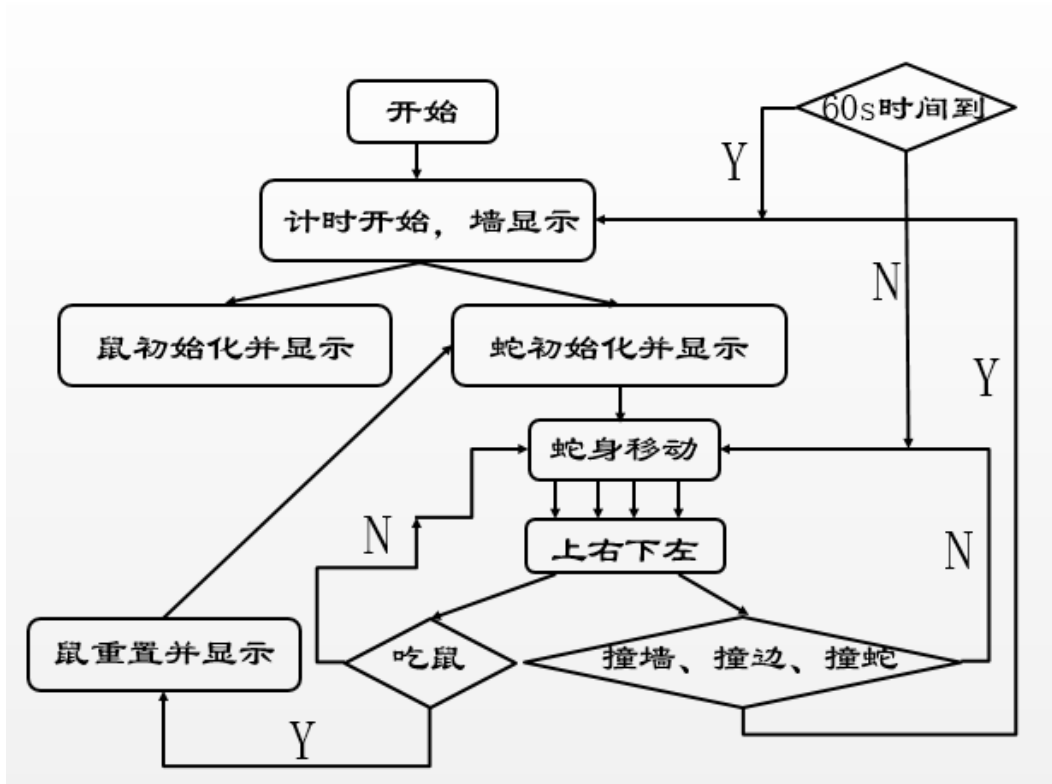 开始
60s时间到
Y
计时开始，墙显示
N
鼠初始化并显示
蛇初始化并显示
Y
蛇身移动
N
上右下左
N
鼠重置并显示
吃鼠
撞墙、撞边、撞蛇
Y